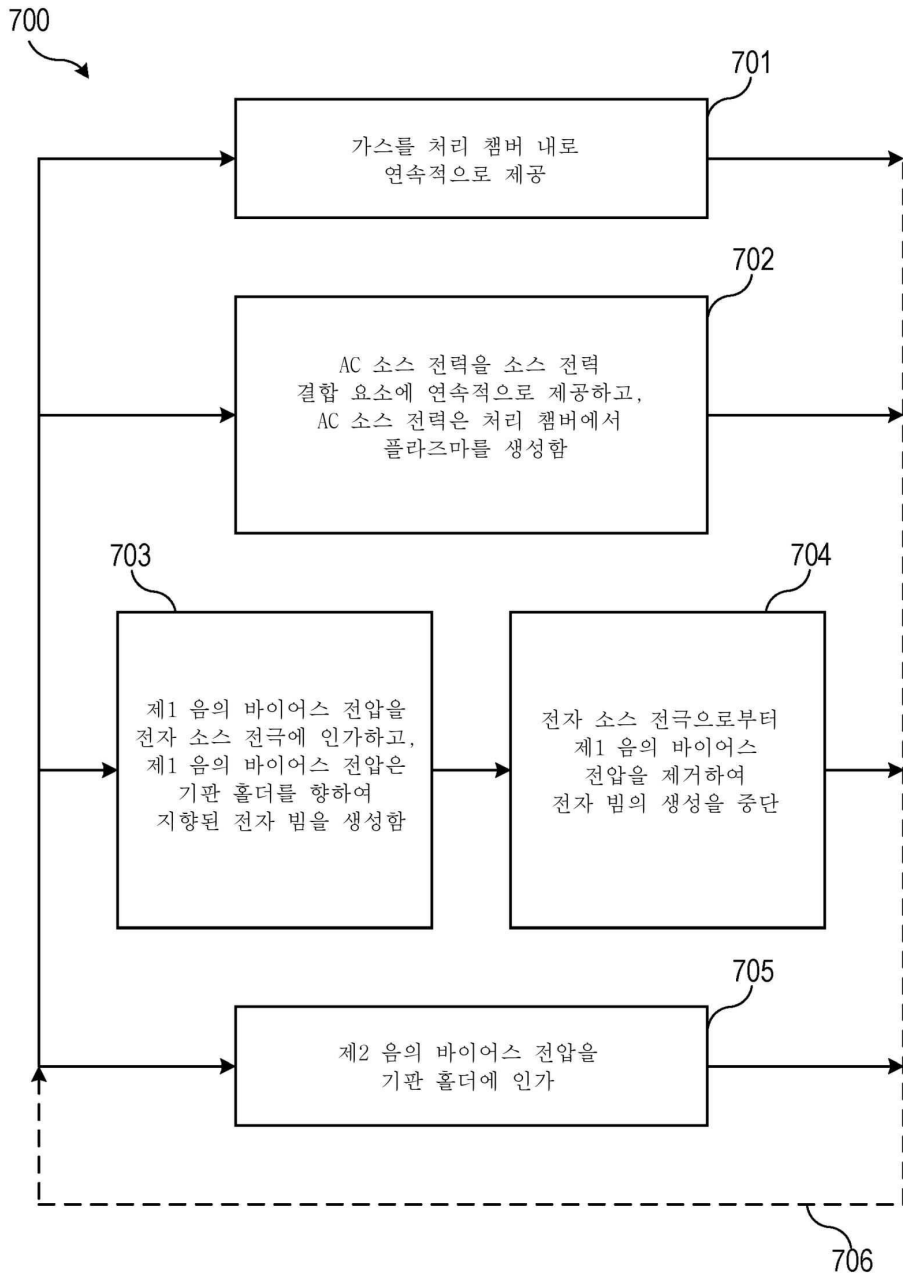 700
701
가스를 처리 챔버 내로
연속적으로 제공
702
AC 소스 전력을 소스 전력
결합 요소에 연속적으로 제공하고,
AC 소스 전력은 처리 챔버에서
플라즈마를 생성함
703
제1 음의 바이어스 전압을
전자 소스 전극에 인가하고,
제1 음의 바이어스 전압은
기판 홀더를 향하여
지향된 전자 빔을 생성함
704
전자 소스 전극으로부터
제1 음의 바이어스
전압을 제거하여
전자 빔의 생성을 중단
705
제2 음의 바이어스 전압을
기판 홀더에 인가
706